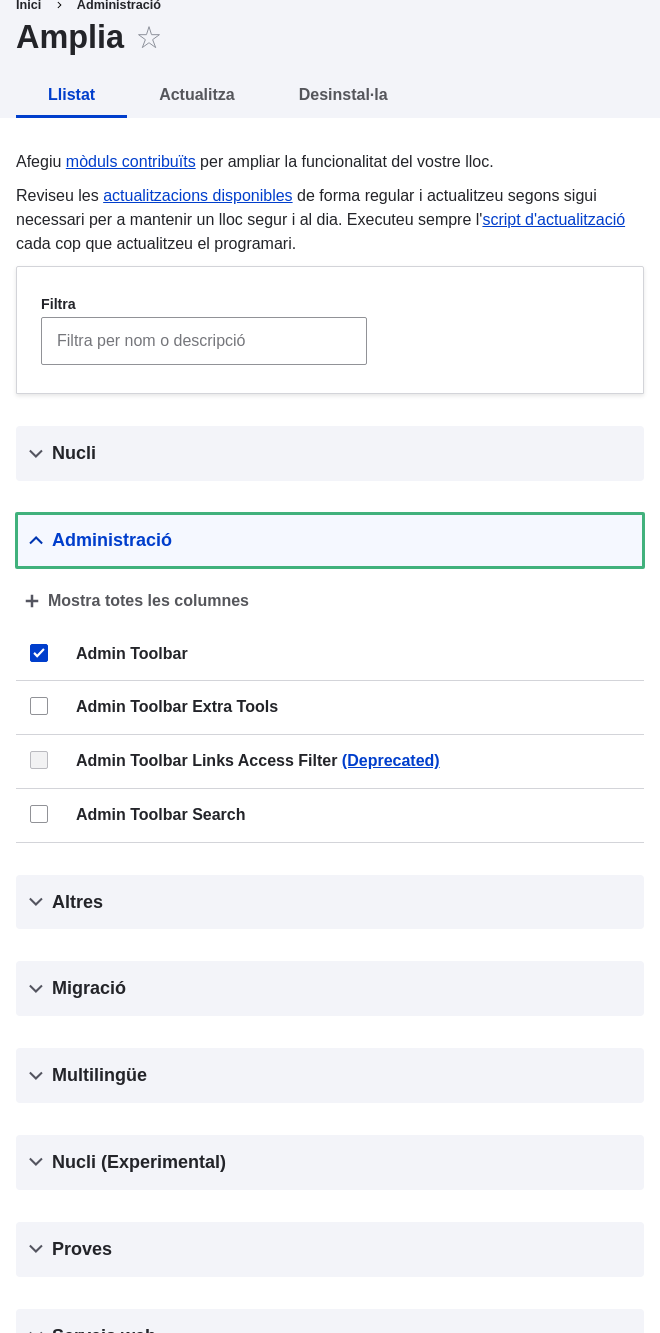 Inici > Administració
Amplia
Llistat Actualitza Desinstal·la
Afegiu mòduls contribuïts per ampliar la funcionalitat del vostre lloc.
Reviseu les actualitzacions disponibles de forma regular i actualitzeu segons sigui
necessari per a mantenir un lloc segur i al dia. Executeu sempre l'script d'actualització
cada cop que actualitzeu el programari.
Filtra
Filtra per nom o descripció
Nucli
Administració
Mostra totes les columnes
Admin Toolbar
Admin Toolbar Extra Tools
Admin Toolbar Links Access Filter (Deprecated)
Admin Toolbar Search
Altres
Migració
Multilingüe
Nucli (Experimental)
Proves
Serveis web